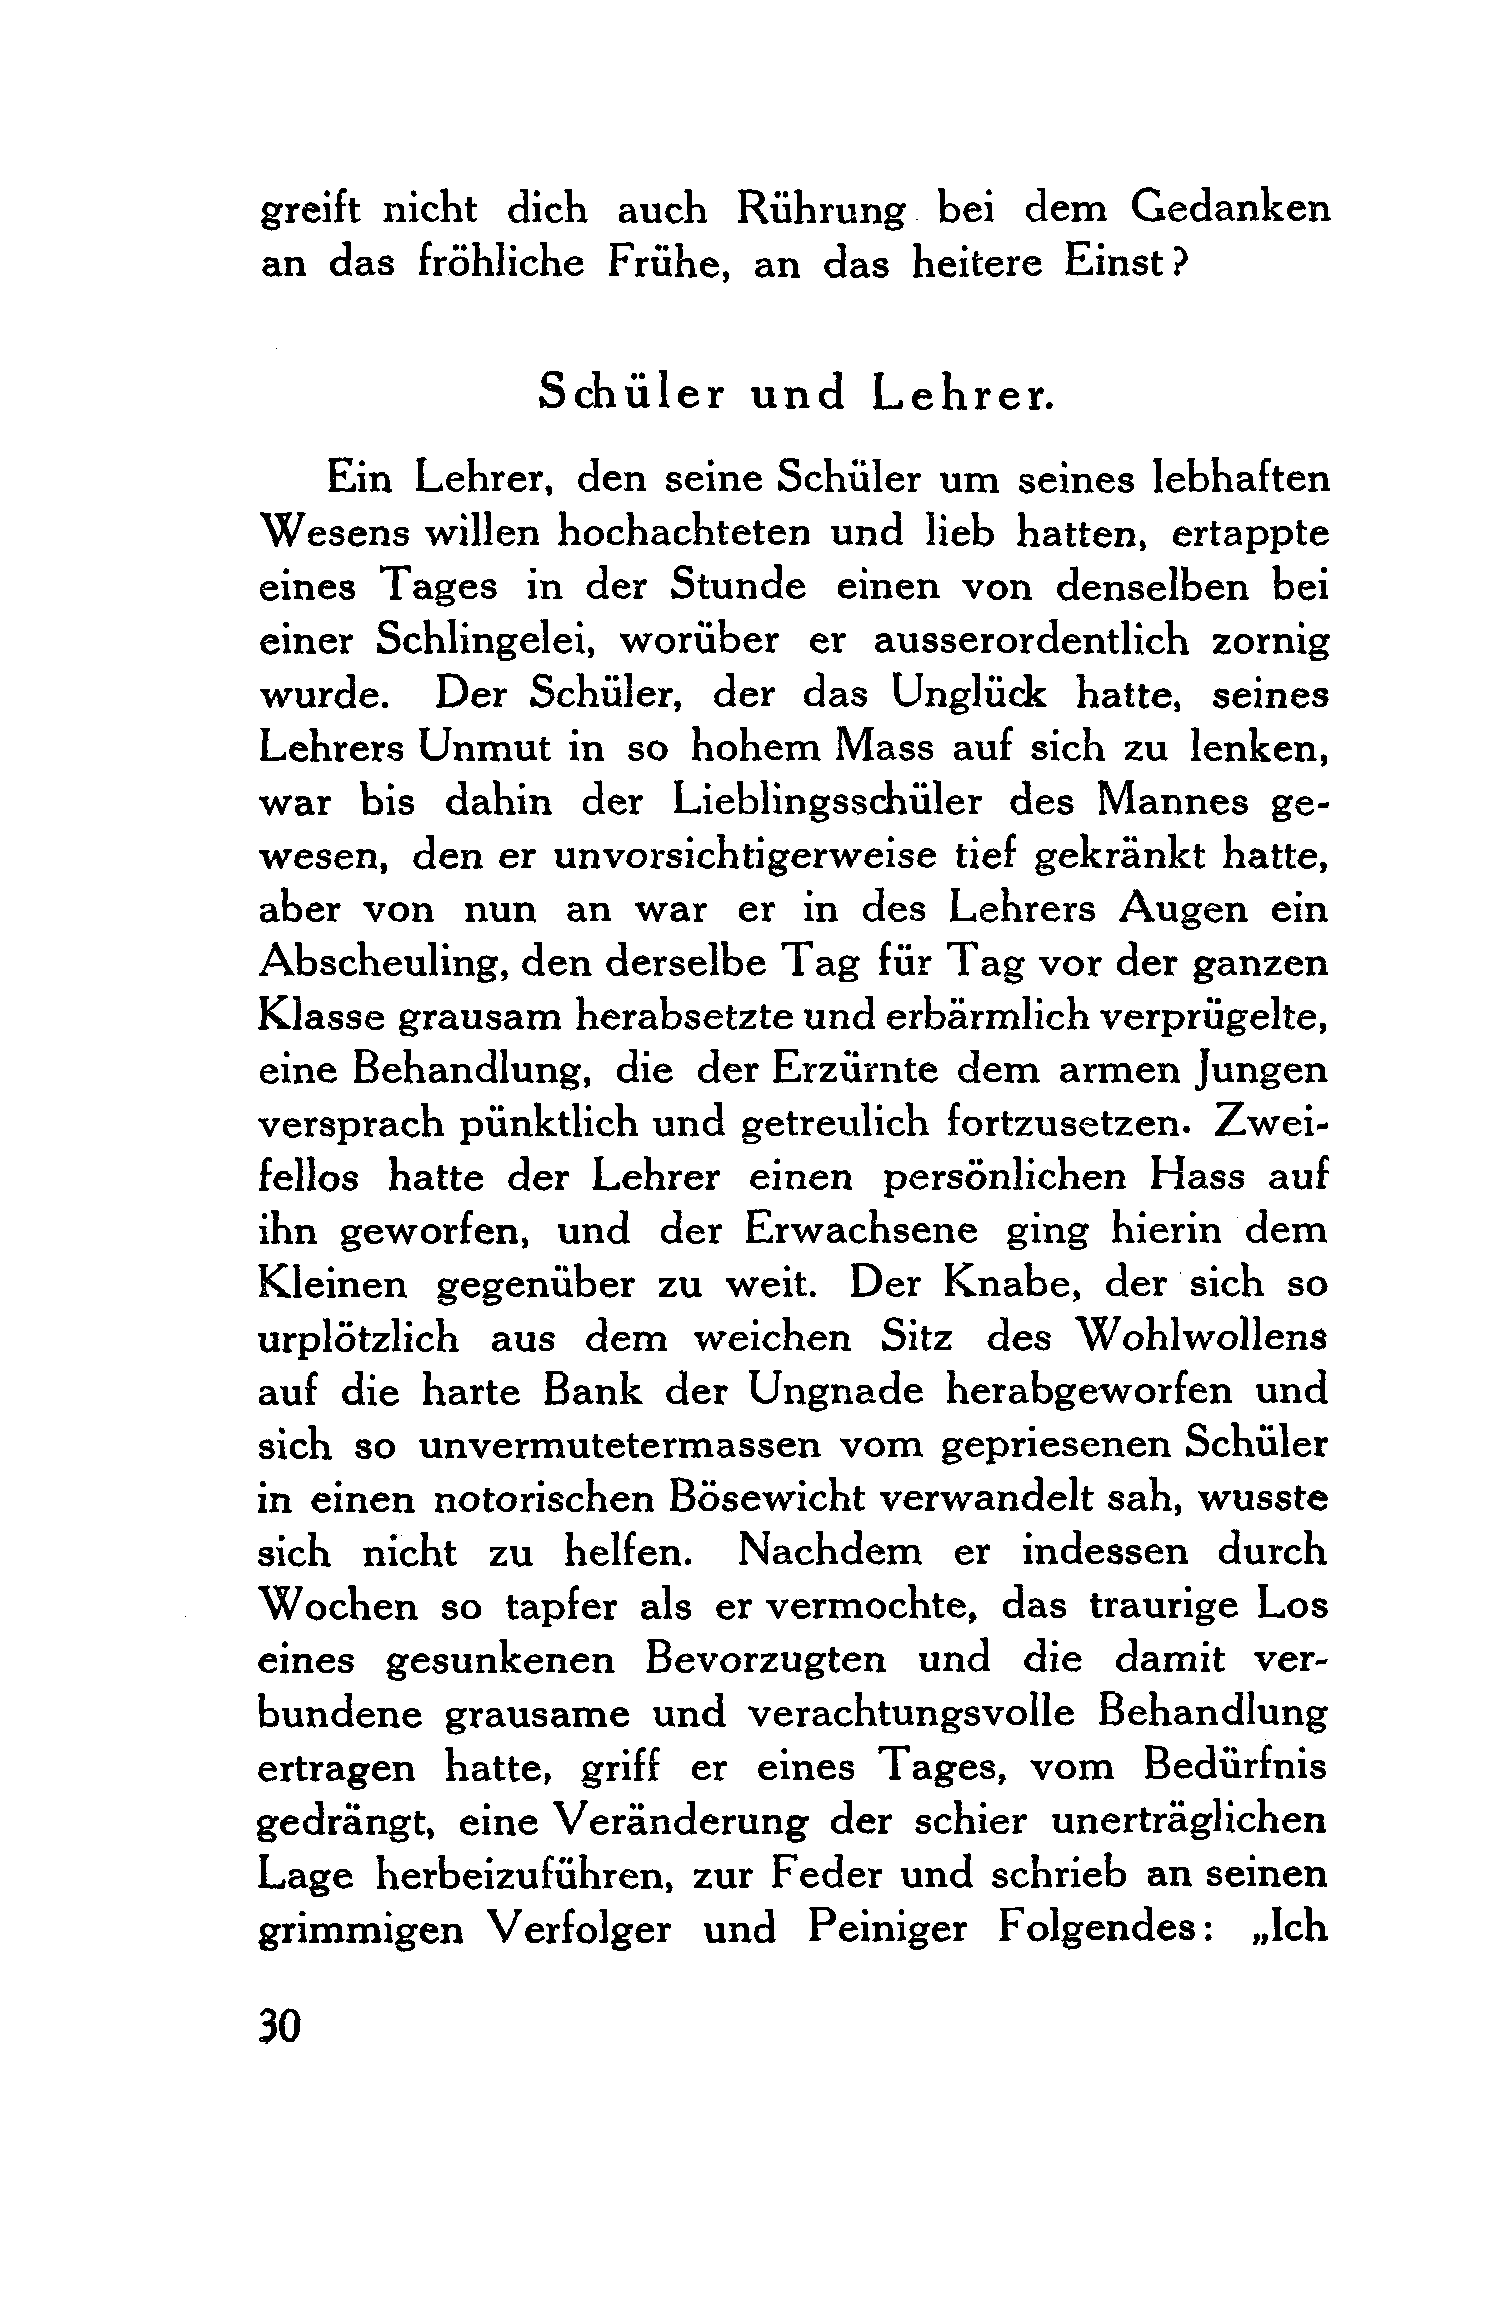 greift nicht dich auch Rührung bei dem Gedanken
an das fröhliche Frühe, an das heitere Einst?
Schüler und Lehrer.
Ein Lehrer, den seine Schüler um seines lebhaften
Wesens willen hochachteten und lieb hatten, ertappte
eines Tages in der Stunde einen von denselben bei
einer Schlingelei, worüber er ausserordentlich zornig
wurde. Der Schüler, der das Unglück hatte, seines
Lehrers Unmut in so hohem Mass auf sich zu lenken,
war bis dahin der Lieblingsschüler des Mannes ge-
wesen, den er unvorsichtigerweise tief gekränkt hatte,
aber von nun an war er in des Lehrers Augen ein
Abscheuling, den derselbe Tag für Tag vor der ganzen
Klasse grausam herabsetzte und erbärmlich verprügelte,
eine Behandlung, die der Erzürnte dem armen Jungen
versprach pünktlich und getreulich fortzusetzen. Zwei-
fellos hatte der Lehrer einen persönlichen Hass auf
ihn geworfen, und der Erwachsene ging hierin dem
Kleinen gegenüber zu weit. Der Knabe, der sich so
urplötzlich aus dem weichen Sitz des Wohlwollens
auf die harte Bank der Ungnade herabgeworfen und
sich so unvermutetermassen vom gepriesenen Schüler
in einen notorischen Bösewicht verwandelt sah, wusste
sich nicht zu helfen. Nachdem er indessen durch
Wochen so tapfer als er vermochte, das traurige Los
eines gesunkenen Bevorzugten und die damit ver-
bundene grausame und verachtungsvolle Behandlung
ertragen hatte, griff er eines Tages, vom Bedürfnis
gedrängt, eine Veränderung der schier unerträglichen
Lage herbeizuführen, zur Feder und schrieb an seinen
grimmigen Verfolger und Peiniger Folgendes: „Ich
30